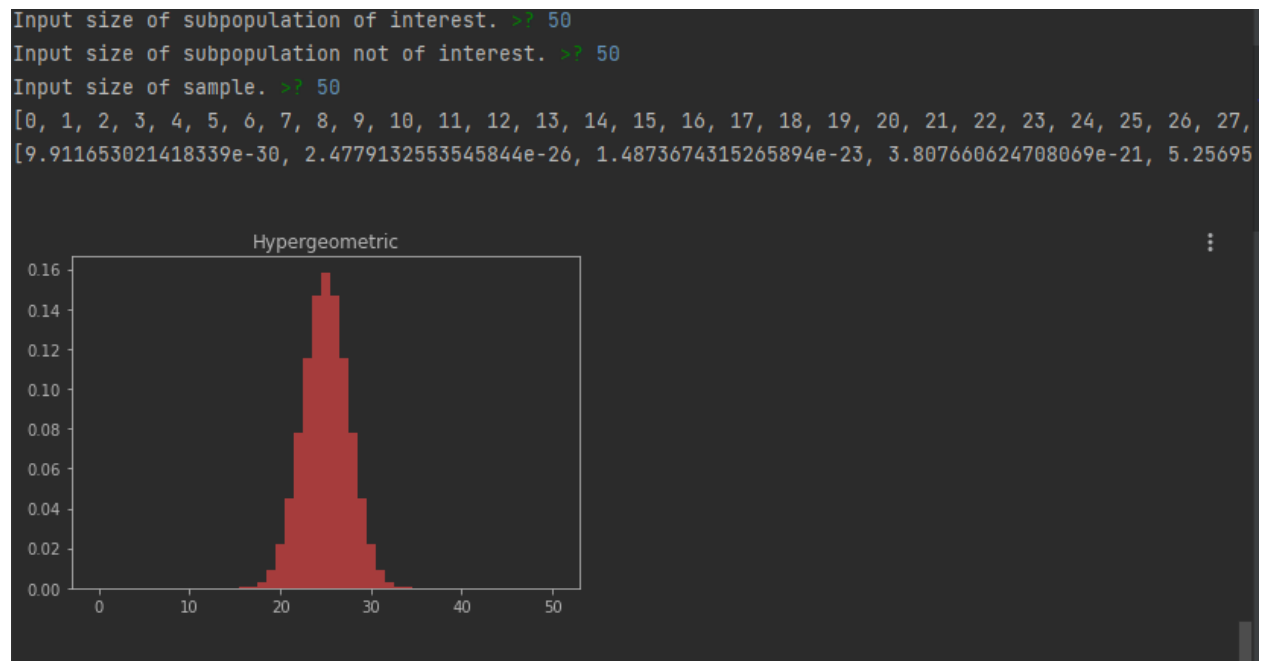 Input size of subpopulation of interest. >? 50
Input size of subpopulation not of interest. >? 50
Input size of sample. >? 50
[0, 1, 2, 3, 4, 5, 6, 7, 8, 9, 10, 11, 12, 13, 14, 15, 16, 17, 18, 19, 20, 21, 22, 23, 24, 25, 26, 27,
[9.911653021418339e-30, 2.4779132553545844e-26, 1.4873674315265894e-23, 3.807660624708069e-21, 5.25695
Hypergeometric
0.16
0.14
0.12
0.10
0.08
0.06
0.04
0.02
0.00
0 10 20 30 40 50